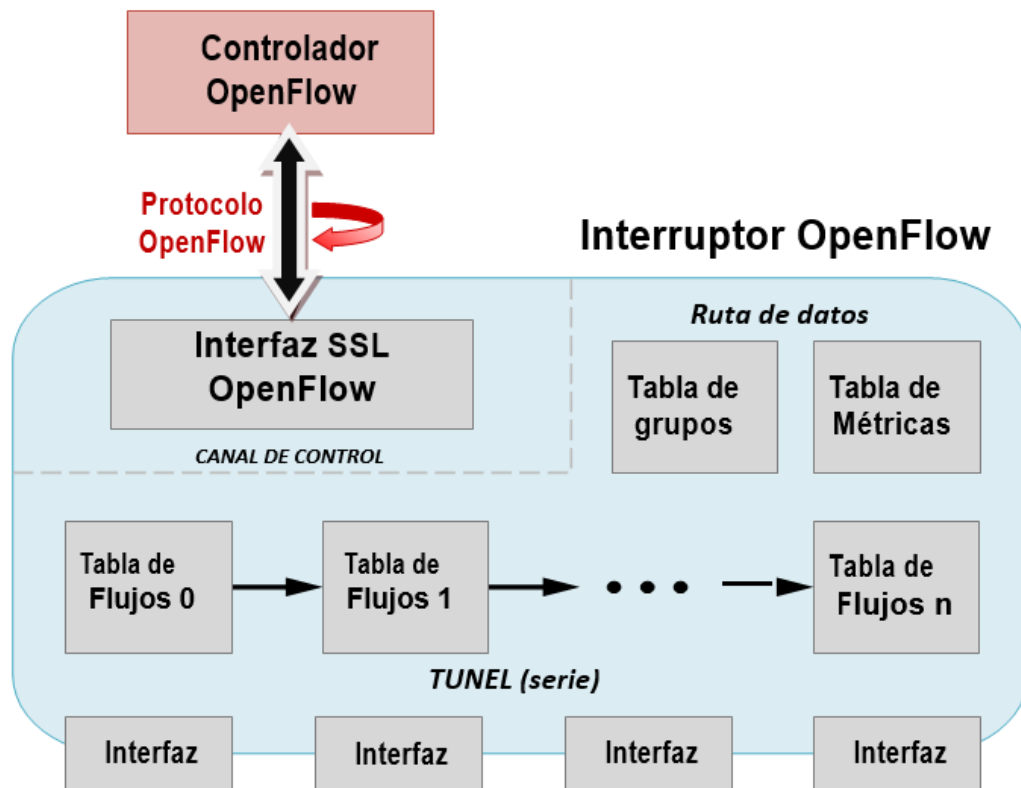 Controlador
OpenFlow
Protocolo
OpenFlow
Interruptor OpenFlow
Interfaz SSL
OpenFlow
CANAL DE CONTROL
Ruta de datos
Tabla de
grupos
Tabla de
Métricas
Tabla de
Flujos 0
Tabla de
Flujos 1
• • •
Tabla de
Flujos n
TUNEL (serie)
Interfaz
Interfaz
Interfaz
Interfaz